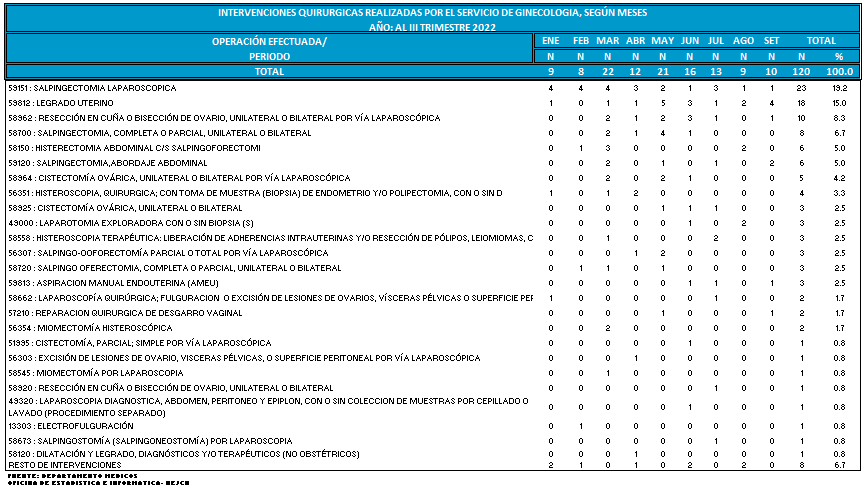 INTERVENCIONES QUIRURGICAS REALIZADAS POR EL SERVICIO DE GINECOLOGIA, SEGÚN MESES
AÑO: AL III TRIMESTRE 2022
OPERACIÓN EFECTUADA/ ENE FEB MAR ABR MAY JUN JUL AGO SET TOTAL
PERIODO N N N N N N N N N N %
TOTAL 9 8 22 12 21 16 13 9 10 120 100.0
59151 : SALPINGECTOMIA LAPAROSCOPICA 4 4 4 3 2 1 3 1 1 23 19.2
59812 : LEGRADO UTERINO 1 0 1 1 5 3 1 2 4 18 15.0
58962 : RESECCIÓN EN CUÑA O BISECCIÓN DE OVARIO, UNILATERAL O BILATERAL POR VÍA LAPAROSCÓPICA 0 0 2 1 2 3 1 0 1 10 8.3
58700 : SALPINGECTOMIA, COMPLETA O PARCIAL, UNILATERAL O BILATERAL 0 0 2 1 4 1 0 0 0 8 6.7
58150 : HISTERECTOMIA ABDOMINAL C/S SALPINGOFORECTOMI 0 1 3 0 0 0 0 2 0 6 5.0
59120 : SALPINGECTOMIA,ABORDAJE ABDOMINAL 0 0 2 0 1 0 1 0 2 6 5.0
58964 : CISTECTOMÍA OVÁRICA, UNILATERAL O BILATERAL POR VÍA LAPAROSCÓPICA 0 0 2 0 2 1 0 0 0 5 4.2
56351 : HISTEROSCOPIA, QUIRURGICA; CON TOMA DE MUESTRA (BIOPSIA) DE ENDOMETRIO Y/O POLIPECTOMIA, CON O SIN D 1 0 1 2 0 0 0 0 0 4 3.3
58925 : CISTECTOMÍA OVÁRICA, UNILATERAL O BILATERAL 0 0 0 0 1 1 1 0 0 3 2.5
49000 : LAPAROTOMIA EXPLORADORA CON O SIN BIOPSIA (S) 0 0 0 0 0 1 0 2 0 3 2.5
58558 : HISTEROSCOPIA TERAPÉUTICA: LIBERACIÓN DE ADHERENCIAS INTRAUTERINAS Y/O RESECCIÓN DE PÓLIPOS, LEIOMIOMAS, C 0 0 1 0 0 0 2 0 0 3 2.5
56307 : SALPINGO-OOFORECTOMÍA PARCIAL O TOTAL POR VÍA LAPAROSCÓPICA 0 0 0 1 2 0 0 0 0 3 2.5
58720 : SALPINGO OFERECTOMIA, COMPLETA O PARCIAL, UNILATERAL O BILATERAL 0 1 1 0 1 0 0 0 0 3 2.5
59813 : ASPIRACION MANUAL ENDOUTERINA (AMEU) 0 0 0 0 0 1 1 0 1 3 2.5
58662 : LAPAROSCOPÍA QUIRÚRGICA; FULGURACION O EXCISIÓN DE LESIONES DE OVARIOS, VÍSCERAS PÉLVICAS O SUPERFICIE PER 1 0 0 0 0 1 0 0 0 2 1.7
57210 : REPARACION QUIRURGICA DE DESGARRO VAGINAL 0 0 0 0 1 0 0 0 1 2 1.7
56354 : MIOMECTOMÍA HISTEROSCÓPICA 0 0 2 0 0 0 0 0 0 2 1.7
51995 : CISTECTOMÍA, PARCIAL; SIMPLE POR VÍA LAPAROSCÓPICA 0 0 0 0 0 1 0 0 0 1 0.8
56303 : EXCISIÓN DE LESIONES DE OVARIO, VISCERAS PÉLVICAS, O SUPERFICIE PERITONEAL POR VÍA LAPAROSCÓPICA 0 0 0 1 0 0 0 0 0 1 0.8
58545 : MIOMECTOMÍA POR LAPAROSCOPIA 0 0 1 0 0 0 0 0 0 1 0.8
58920 : RESECCIÓN EN CUÑA O BISECCIÓN DE OVARIO, UNILATERAL O BILATERAL 0 0 0 0 0 0 1 0 0 1 0.8
49320 : LAPAROSCOPIA DIAGNOSTICA, ABDOMEN, PERITONEO Y EPIPLON, CON O SIN COLECCION DE MUESTRAS POR CEPILLADO O
LAVADO (PROCEDIMIENTO SEPARADO) 0 0 0 0 0 1 0 0 0 1 0.8
13303 : ELECTROFULGURACIÓN 0 1 0 0 0 0 0 0 0 1 0.8
58673 : SALPINGOSTOMÍA (SALPINGONEOSTOMÍA) POR LAPAROSCOPIA 0 0 0 0 0 0 1 0 0 1 0.8
58120 : DILATACIÓN Y LEGRADO, DIAGNÓSTICOS Y/O TERAPÉUTICOS (NO OBSTÉTRICOS) 0 0 0 1 0 0 0 0 0 1 0.8
RESTO DE INTERVENCIONES 2 1 0 1 0 2 0 2 0 8 6.7
FUENTE: DEPARTAMENTO MEDICOS
OFICINA DE ESTADISTICA E INFORMATICA- HEJCU